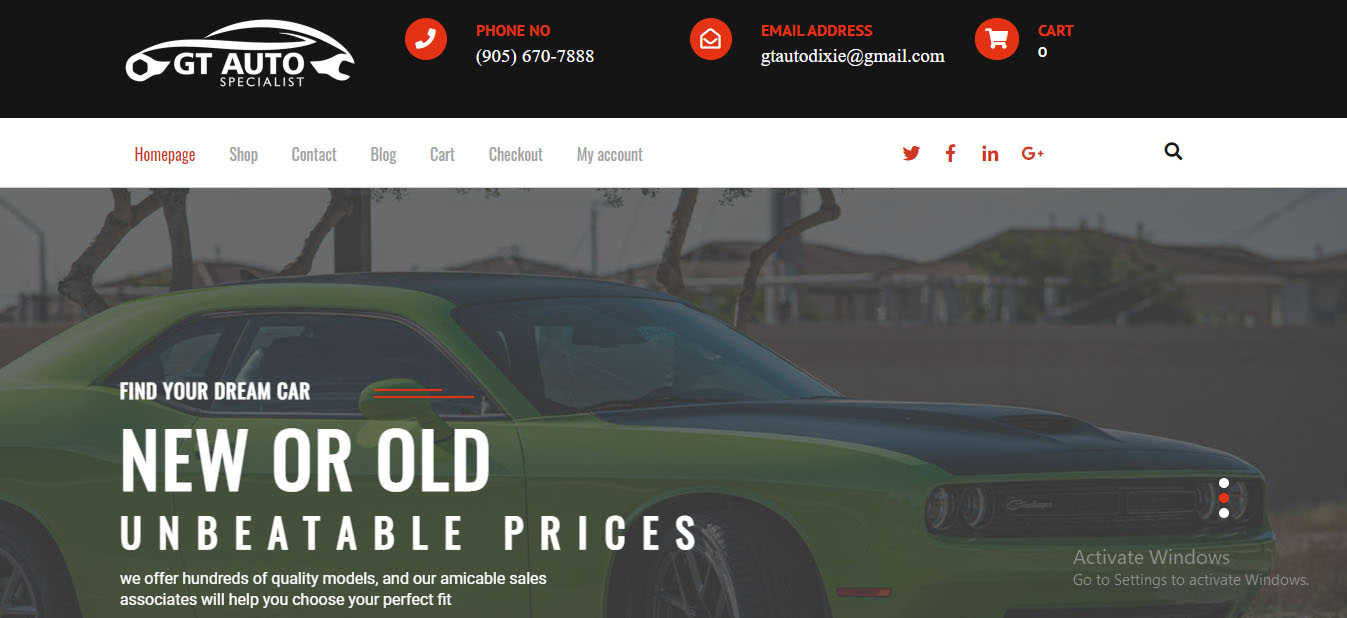 GT AUTO
SPECIALIST
PHONE NO
(905) 670-7888
EMAIL ADDRESS
gtautodixie@gmail.com
CART
0
Homepage
Shop
Contact
Blog
Cart
Checkout
My account
G+
FIND YOUR DREAM CAR
NEW OR OLD
UNBEATABLE PRICES
we offer hundreds of quality models, and our amicable sales
associates will help you choose your perfect fit
Challenger
Activate Windows
Go to Settings to activate Windows.